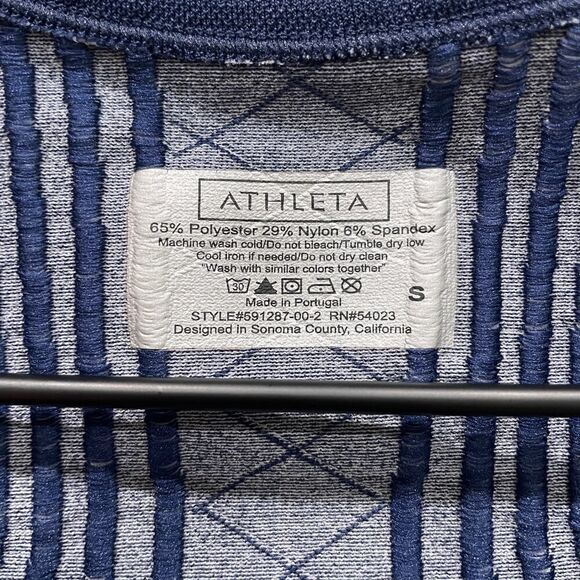 ATHLETA
65% Polyester 29% Nylon 6% Spandex
Machine wash cold/Do not bleach/Tumble dry low
Cool iron if needed/Do not dry clean
"Wash with similar colors together"
30
S
Made in Portugal
STYLE#591287-00-2 RN#54023
Designed in Sonoma County, California